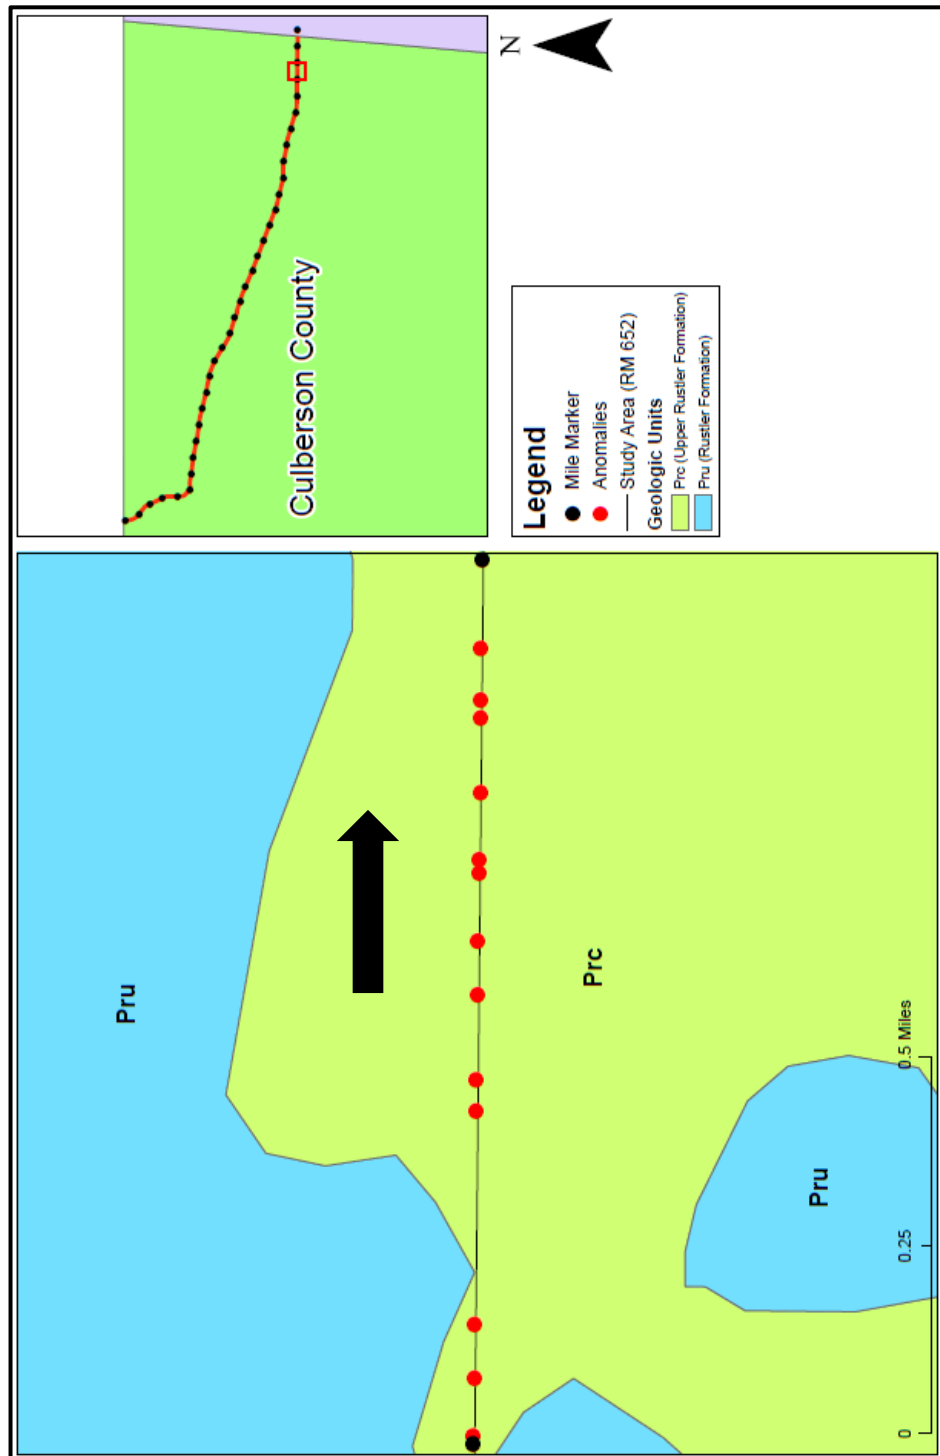 Culberson County
N
Legend
Mile Marker
Anomalies
Study Area (RM 652)
Geologic Units
Prc (Upper Rustler Formation)
Pru (Rustler Formation)
Pru
Prc
Pru
0 0.25 0.5 Miles